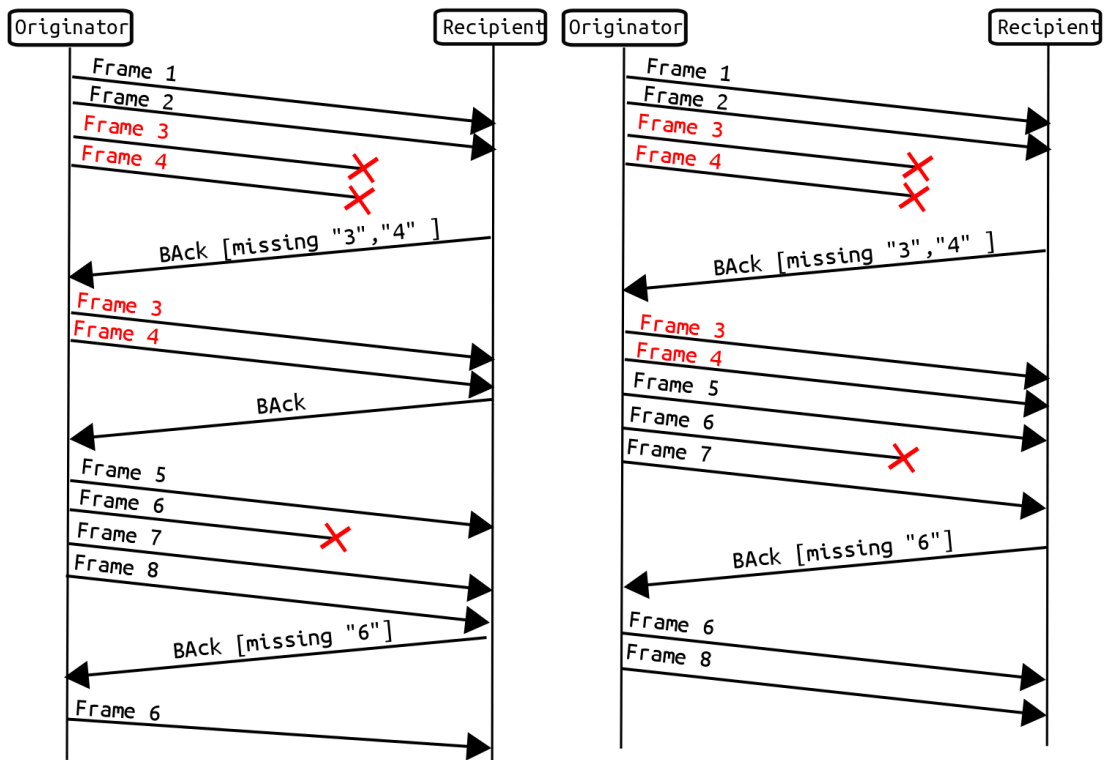 Originator
Recipient
Frame 1
Frame 2
Frame 3
Frame 4
BAck [missing "3","4" ]
Frame 3
Frame 4
BAck
Frame 5
Frame 6
Frame 7
Frame 8
BAck [missing "6"]
Frame 6
Originator
Recipient
Frame 1
Frame 2
Frame 3
Frame 4
BAck [missing "3","4" ]
Frame 3
Frame 4
Frame 5
Frame 6
Frame 7
BAck [missing "6"]
Frame 6
Frame 8